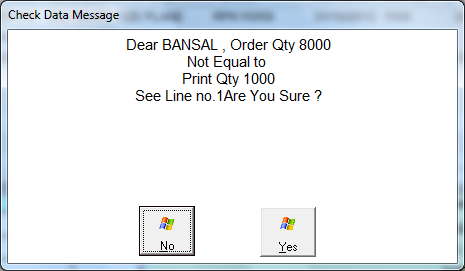 Check Data Message
Dear BANSAL , Order Qty 8000
Not Equal to
Print Qty 1000
See Line no.1Are You Sure ?
No
Yes